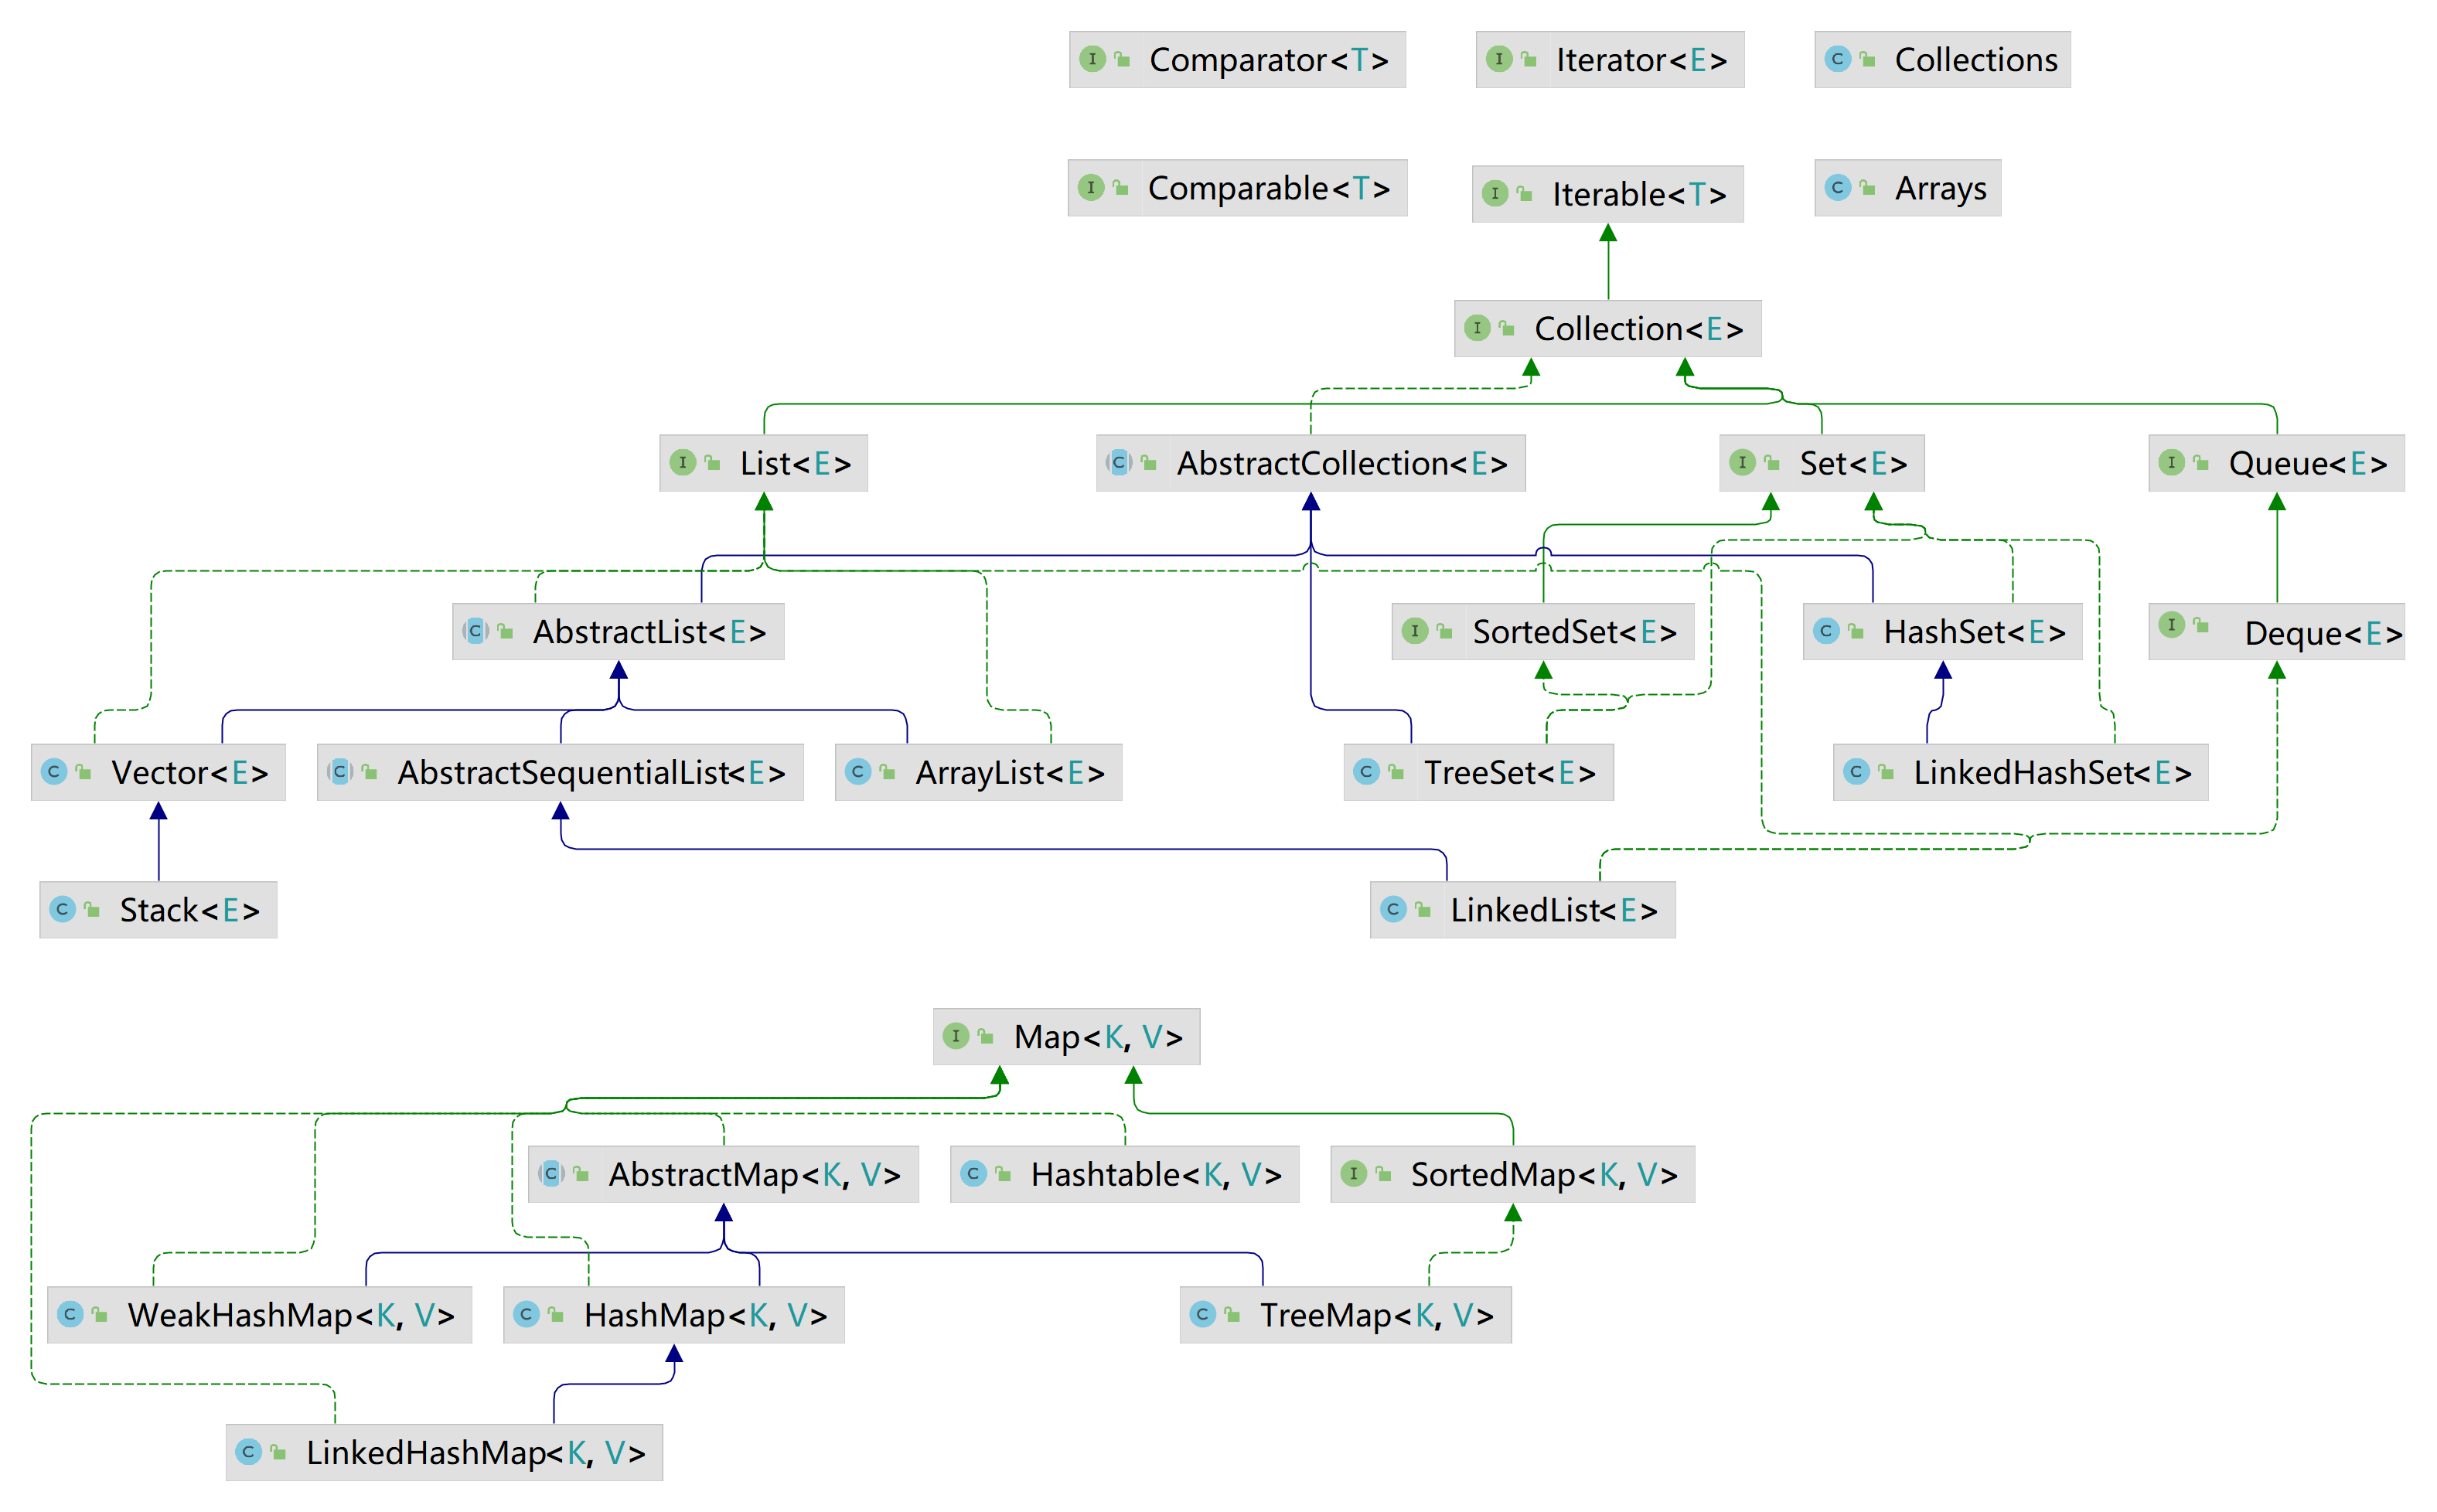 Comparator<T>
Iterator<E>
Collections
Comparable<T>
Iterable<T>
Arrays
Collection<E>
List<E>
AbstractCollection<E>
Set<E>
Queue<E>
AbstractList<E>
SortedSet<E>
HashSet<E>
Deque<E>
Vector<E>
AbstractSequentialList<E>
ArrayList<E>
TreeSet<E>
LinkedHashSet<E>
Stack<E>
LinkedList<E>
Map<K, V>
AbstractMap<K, V>
Hashtable<K, V>
SortedMap<K, V>
WeakHashMap<K, V>
HashMap<K, V>
TreeMap<K, V>
LinkedHashMap<K, V>